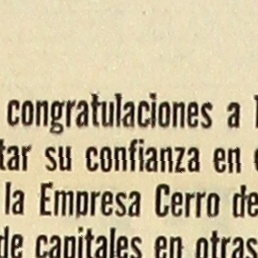 congratulaciones a
tar su confianza en
la Empresa Cerro de
de capitales en otras